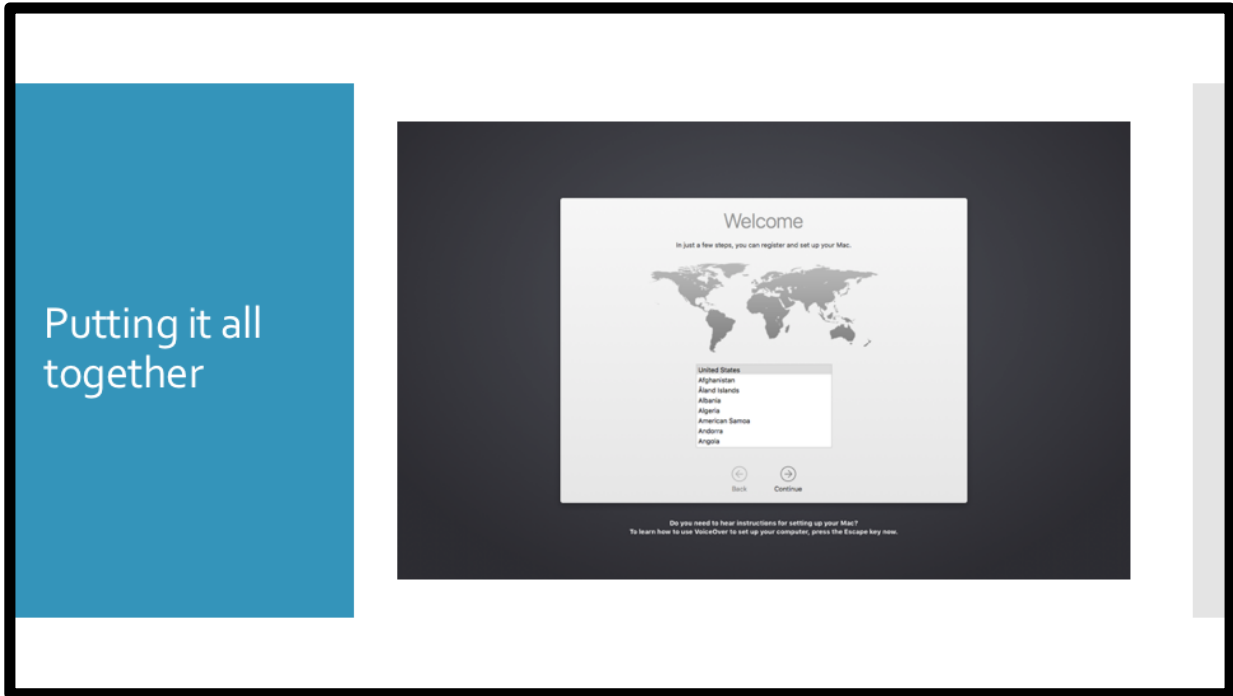 Putting it all
together
Welcome
In just a few steps, you can register and set up your Mac.
United States
Afghanistan
Åland Islands
Albania
Algeria
American Samoa
Andorra
Angola
Back
Continue
Do you need to hear instructions for setting up your Mac?
To learn how to use VoiceOver to set up your computer, press the Escape key now.